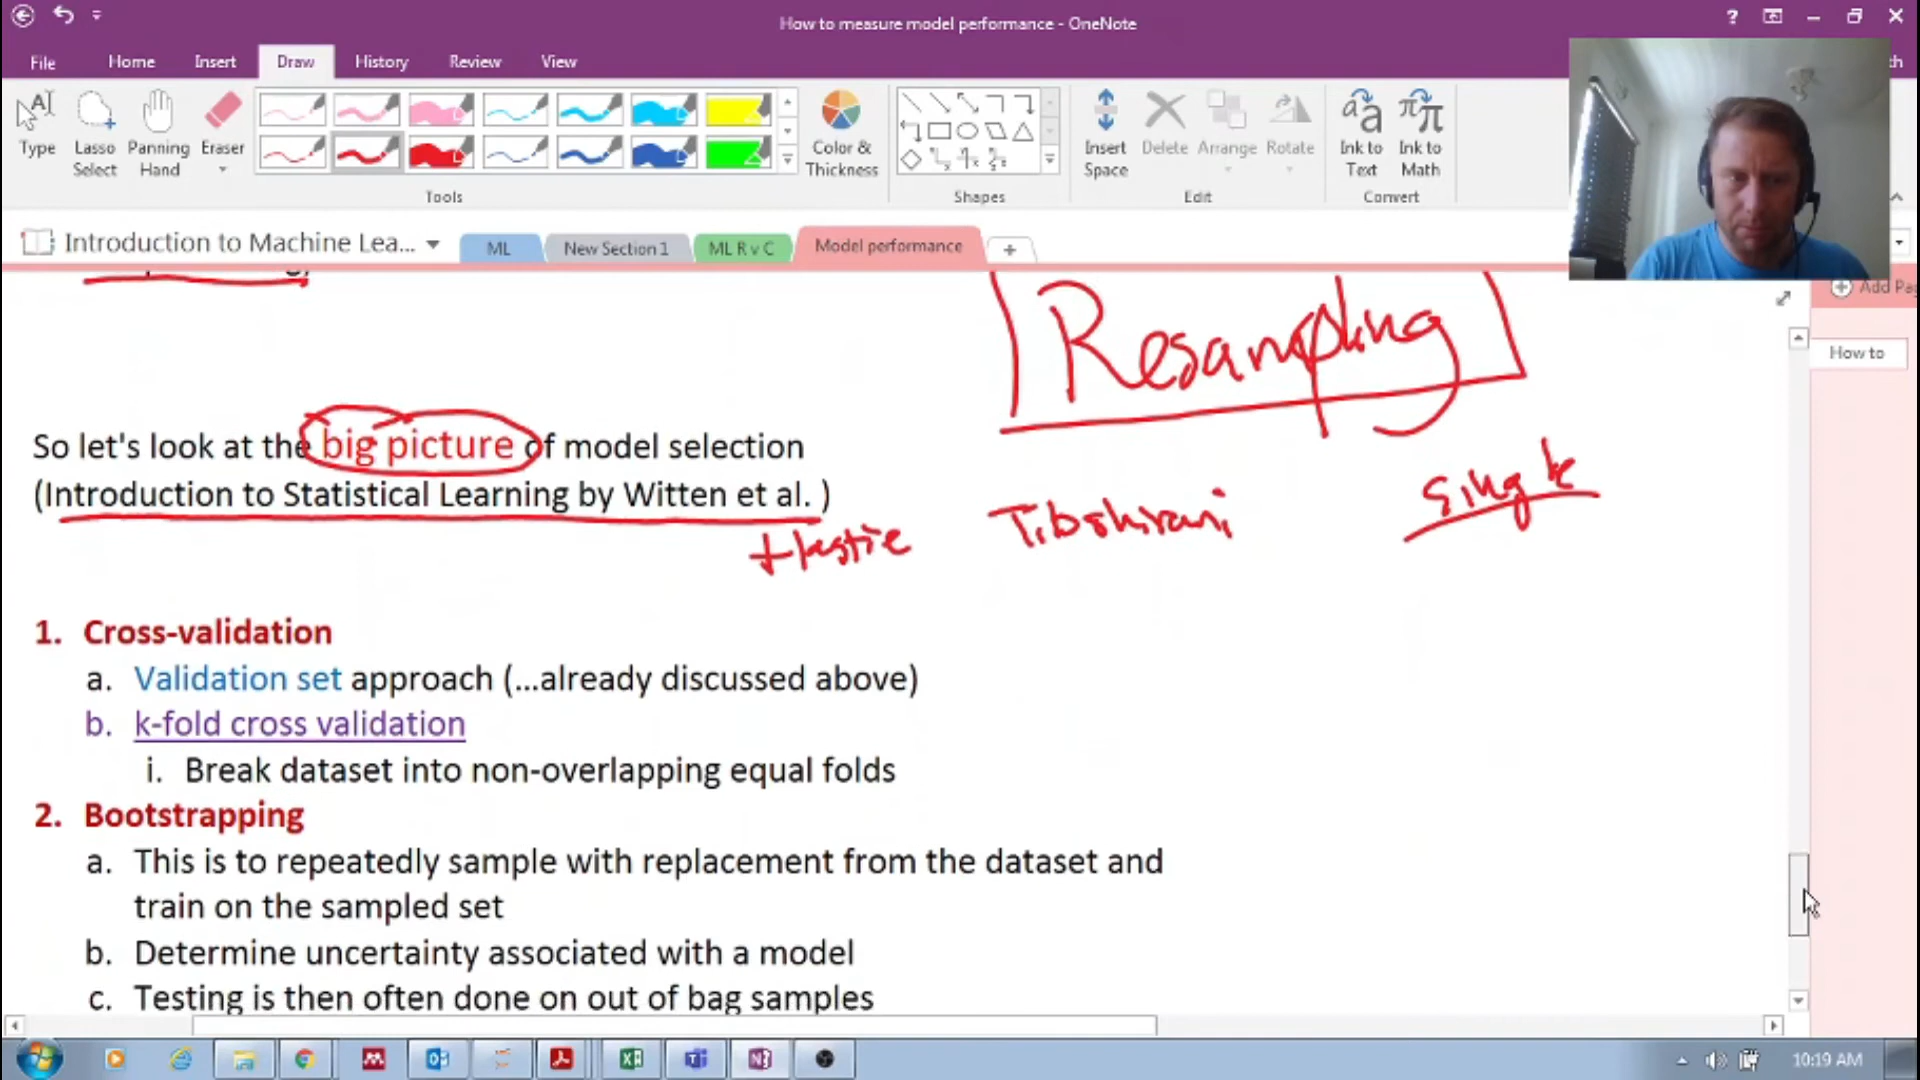 How to measure model performance - OneNote
?
File Home Insert Draw History Review View
Type
Lasso Select
Panning Hand
Eraser
Color & Thickness
Insert Space
Delete
Arrange
Rotate
Ink to Text
Ink to Math
Tools
Shapes
Edit
Convert
Introduction to Machine Lea...
ML
New Section 1
ML R v C
Model performance
Add Pag
How to
Resampling
So let's look at the big picture of model selection
(Introduction to Statistical Learning by Witten et al. )
Hastie Tibshirani
single
1. Cross-validation
a. Validation set approach (...already discussed above)
b. k-fold cross validation
i. Break dataset into non-overlapping equal folds
2. Bootstrapping
a. This is to repeatedly sample with replacement from the dataset and
train on the sampled set
b. Determine uncertainty associated with a model
c. Testing is then often done on out of bag samples
10:19 AM